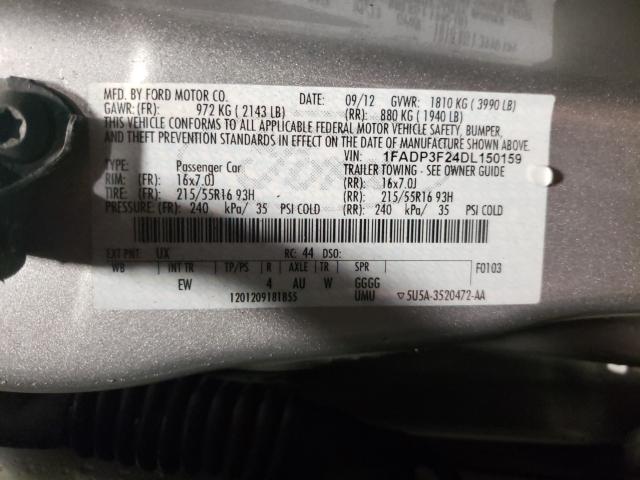 MFD. BY FORD MOTOR CO. DATE: 09/12 GVWR: 1810 KG ( 3990 LB)
GAWR: (FR): 972 KG ( 2143 LB) (RR): 880 KG ( 1940 LB)
THIS VEHICLE CONFORMS TO ALL APPLICABLE FEDERAL MOTOR VEHICLE SAFETY, BUMPER,
AND THEFT PREVENTION STANDARDS IN EFFECT ON THE DATE OF MANUFACTURE SHOWN ABOVE.
VIN: 1FADP3F24DL150159
TYPE: Passenger Car TRAILER TOWING - SEE OWNER GUIDE
RIM: (FR): 16x7.0J (RR): 16x7.0J
TIRE: (FR): 215/55R16 93H (RR): 215/55R16 93H
PRESSURE: (FR): 240 kPa/ 35 PSI COLD (RR): 240 kPa/ 35 PSI COLD
EXT PNT: UX RC: 44 DSO:
WB INT TR TP/PS R AXLE TR SPR F0103
EW 4 AU W GGGG
1201209181855 UMU ▽5U5A-3520472-AA